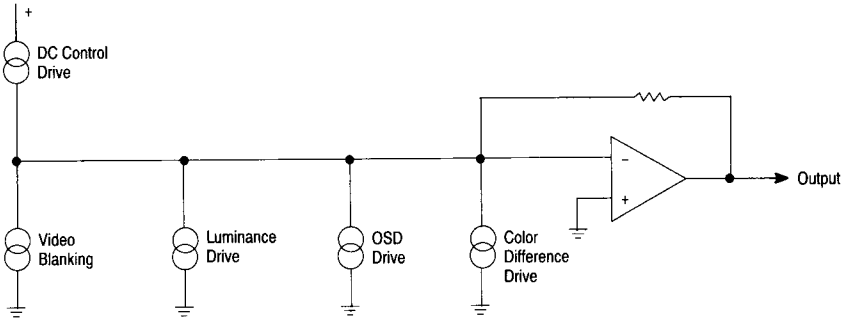 +
DC Control
Drive
Video
Blanking
Luminance
Drive
OSD
Drive
Color
Difference
Drive
−
+
Output